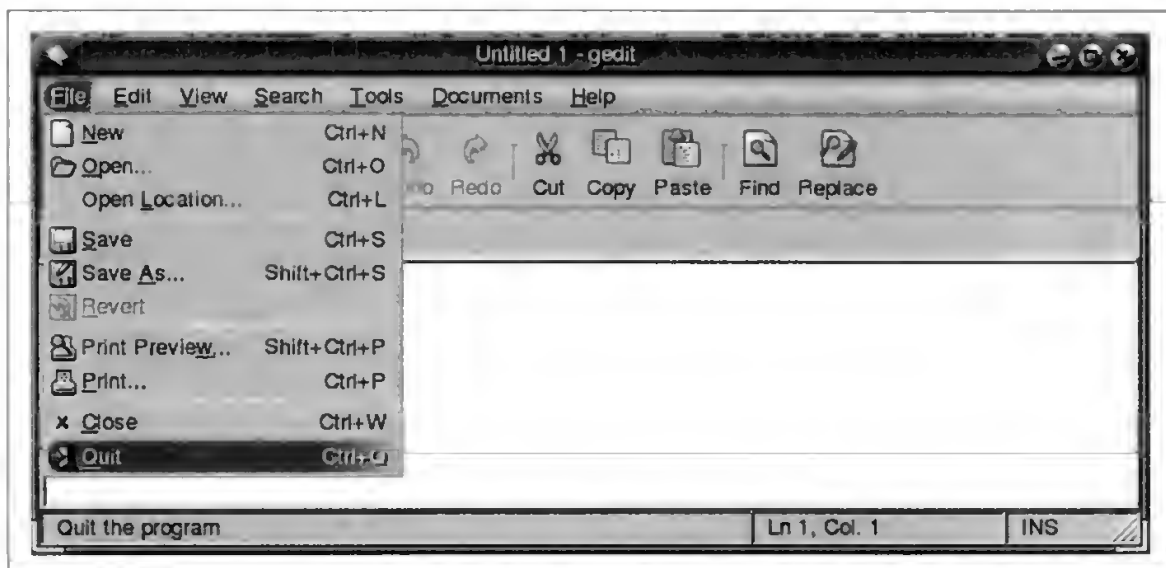 Untitled 1 - gedit
File Edit View Search Tools Documents Help
New Ctrl+N
Open... Ctrl+O
Open Location... Ctrl+L
Save Ctrl+S
Save As... Shift+Ctrl+S
Revert
Print Preview... Shift+Ctrl+P
Print... Ctrl+P
Close Ctrl+W
Quit Ctrl+Q
Redo Cut Copy Paste Find Replace
Quit the program Ln 1, Col. 1 INS